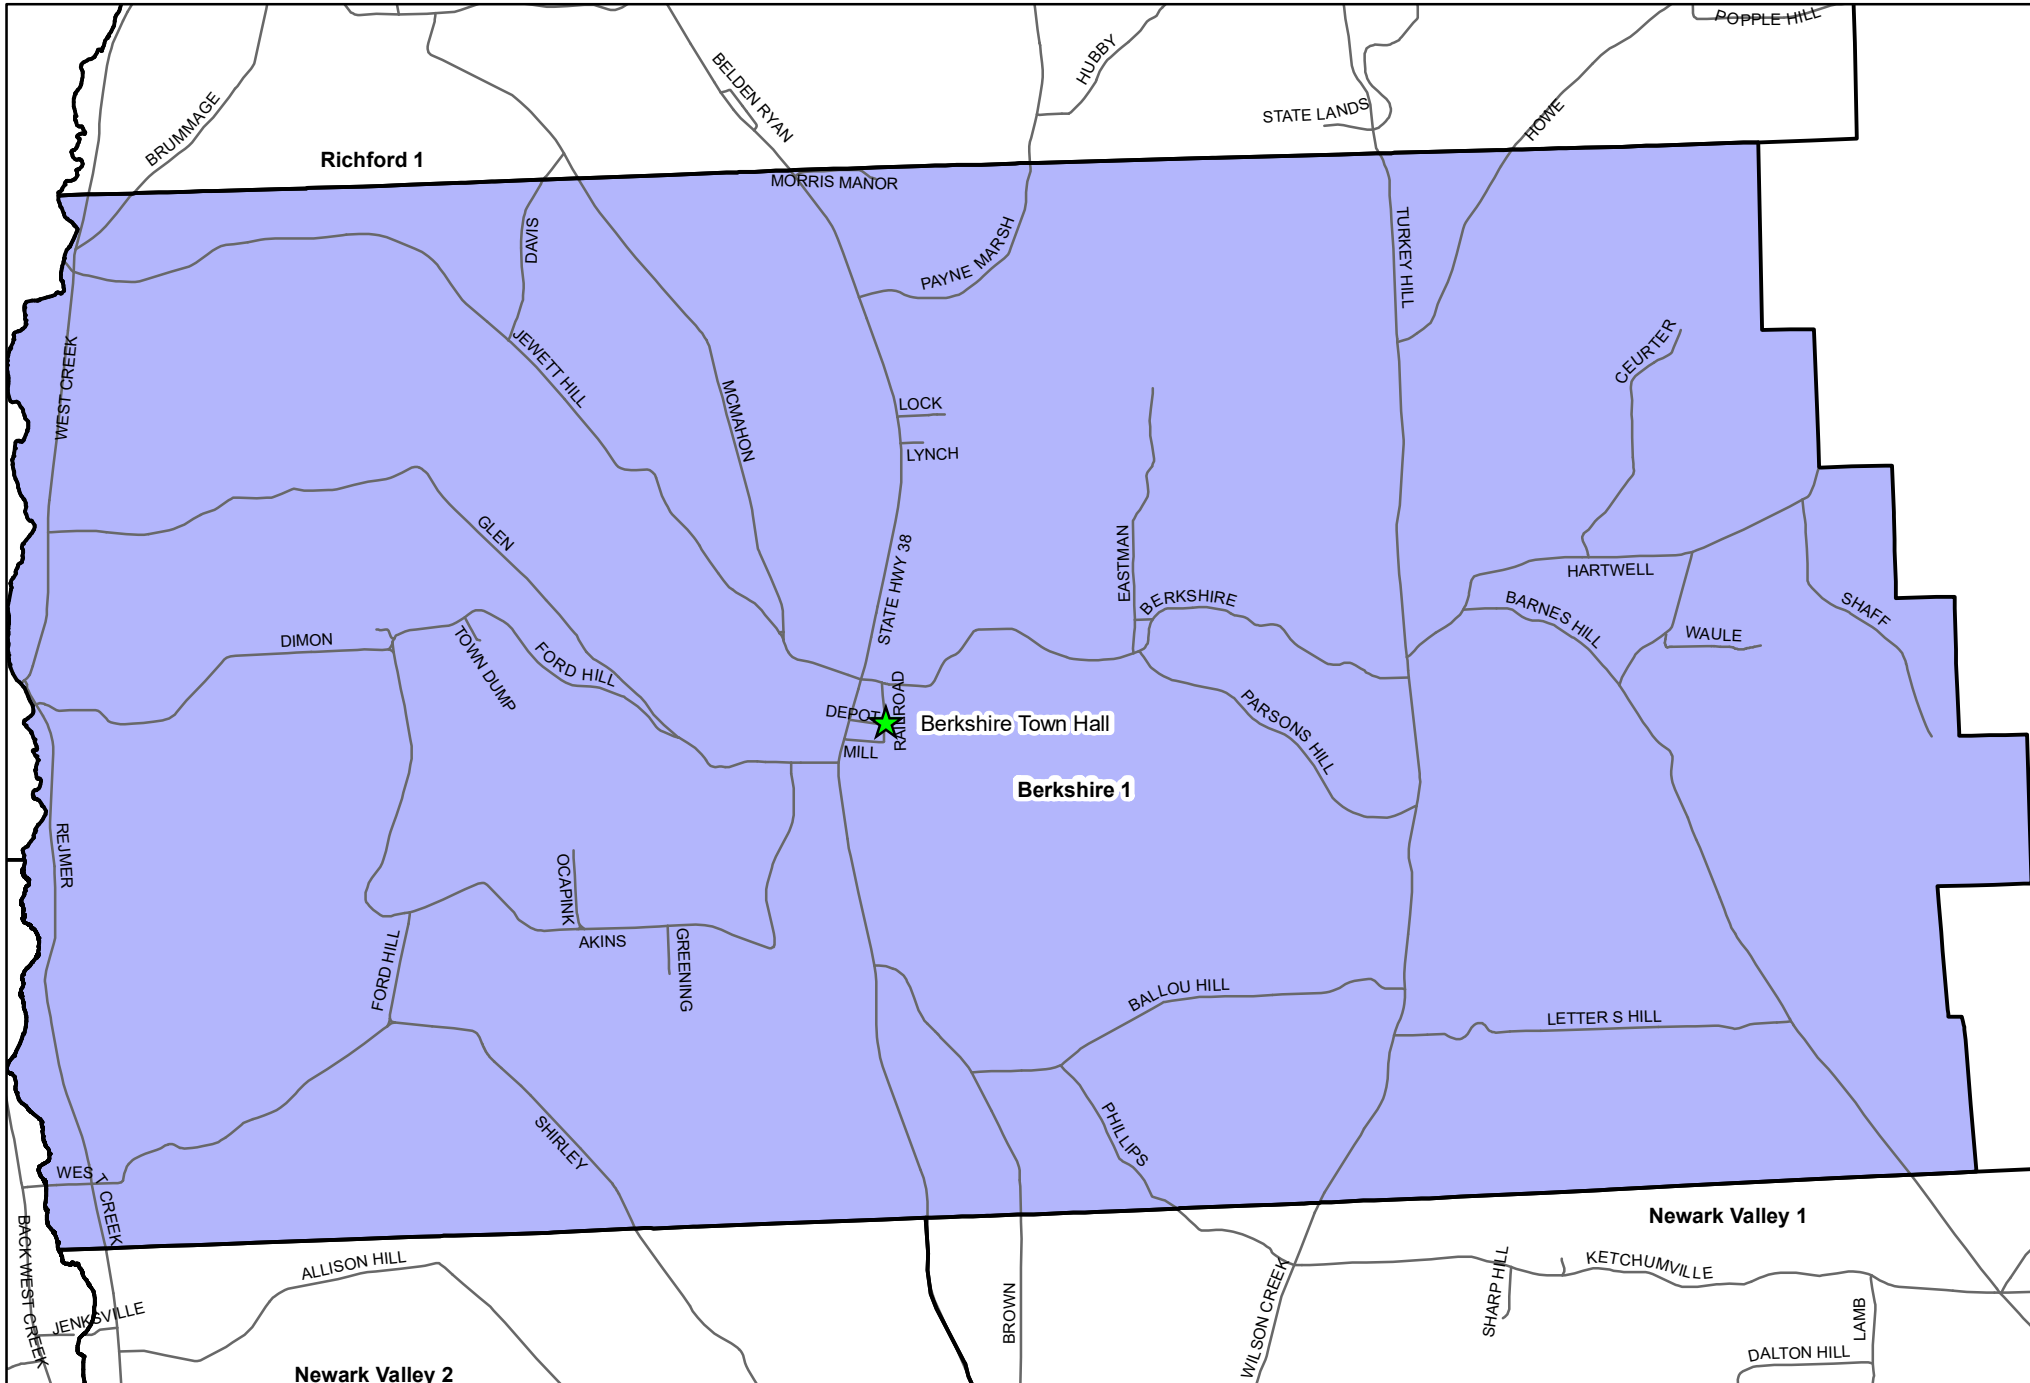 POPPLE HILL
HUBBY
BELDEN RYAN
BRUMMAGE
STATE LANDS
HOWE
Richford 1
MORRIS MANOR
DAVIS
PAYNE MARSH
TURKEY HILL
WEST CREEK
JEWETT HILL
MCMAHON
CEURTER
LOCK
LYNCH
GLEN
STATE HWY 38
EASTMAN
HARTWELL
BERKSHIRE
BARNES HILL
SHAFF
DIMON
TOWN DUMP
FORD HILL
WAULE
RAILROAD
DEPOT
Berkshire Town Hall
MILL
PARSONS HILL
Berkshire 1
REJMER
OCAPINK
AKINS
GREENING
FORD HILL
BALLOU HILL
LETTER S HILL
SHIRLEY
PHILLIPS
WEST CREEK
BACK WEST CREEK
Newark Valley 1
ALLISON HILL
KETCHUMVILLE
SHARP HILL
BROWN
WILSON CREEK
LAMB
JENKSVILLE
DALTON HILL
Newark Valley 2